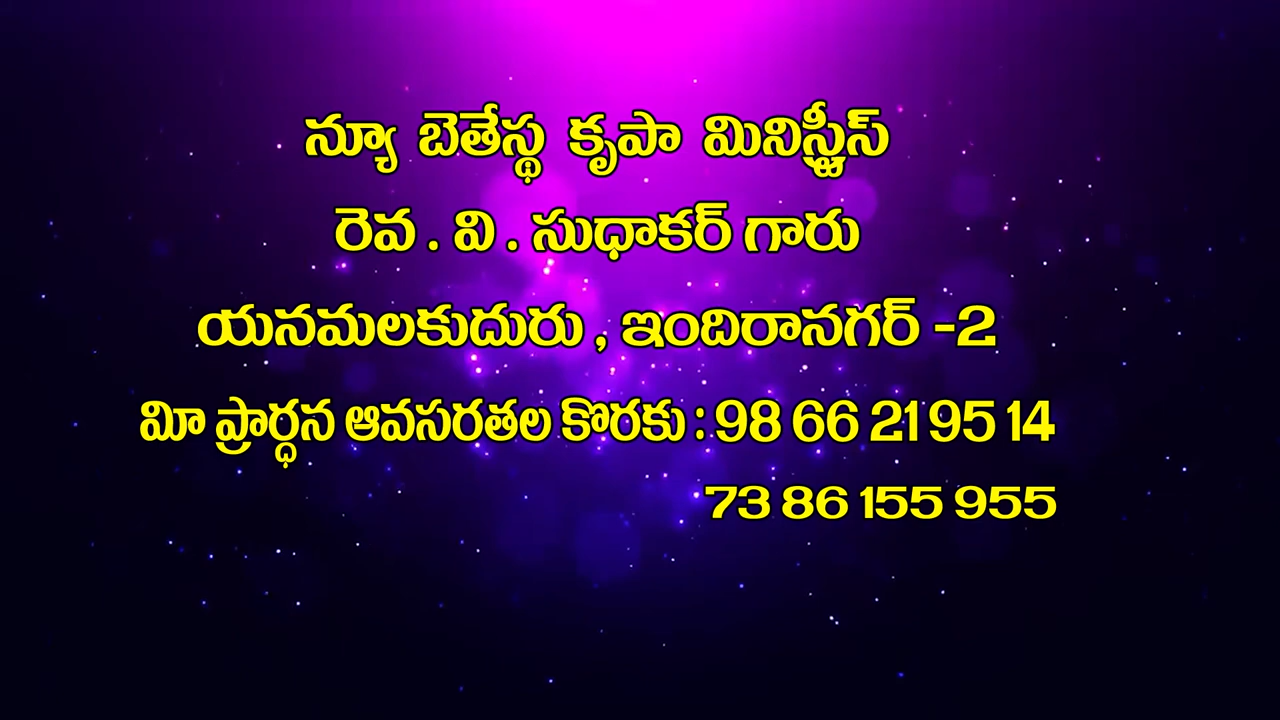 న్యూ బెతేస్థ కృపా మినిస్ట్రీస్
రెవ . వి . సుధాకర్ గారు
యనమలకుదురు , ఇందిరానగర్ -2
మీ ప్రార్ధన ఆవసరతల కొరకు : 98 66 21 95 14
73 86 155 955